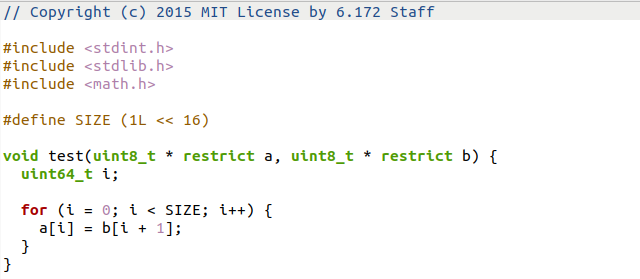 // Copyright (c) 2015 MIT License by 6.172 Staff
#include <stdint.h>
#include <stdlib.h>
#include <math.h>
#define SIZE (1L << 16)
void test(uint8_t * restrict a, uint8_t * restrict b) {
  uint64_t i;
  for (i = 0; i < SIZE; i++) {
    a[i] = b[i + 1];
  }
}